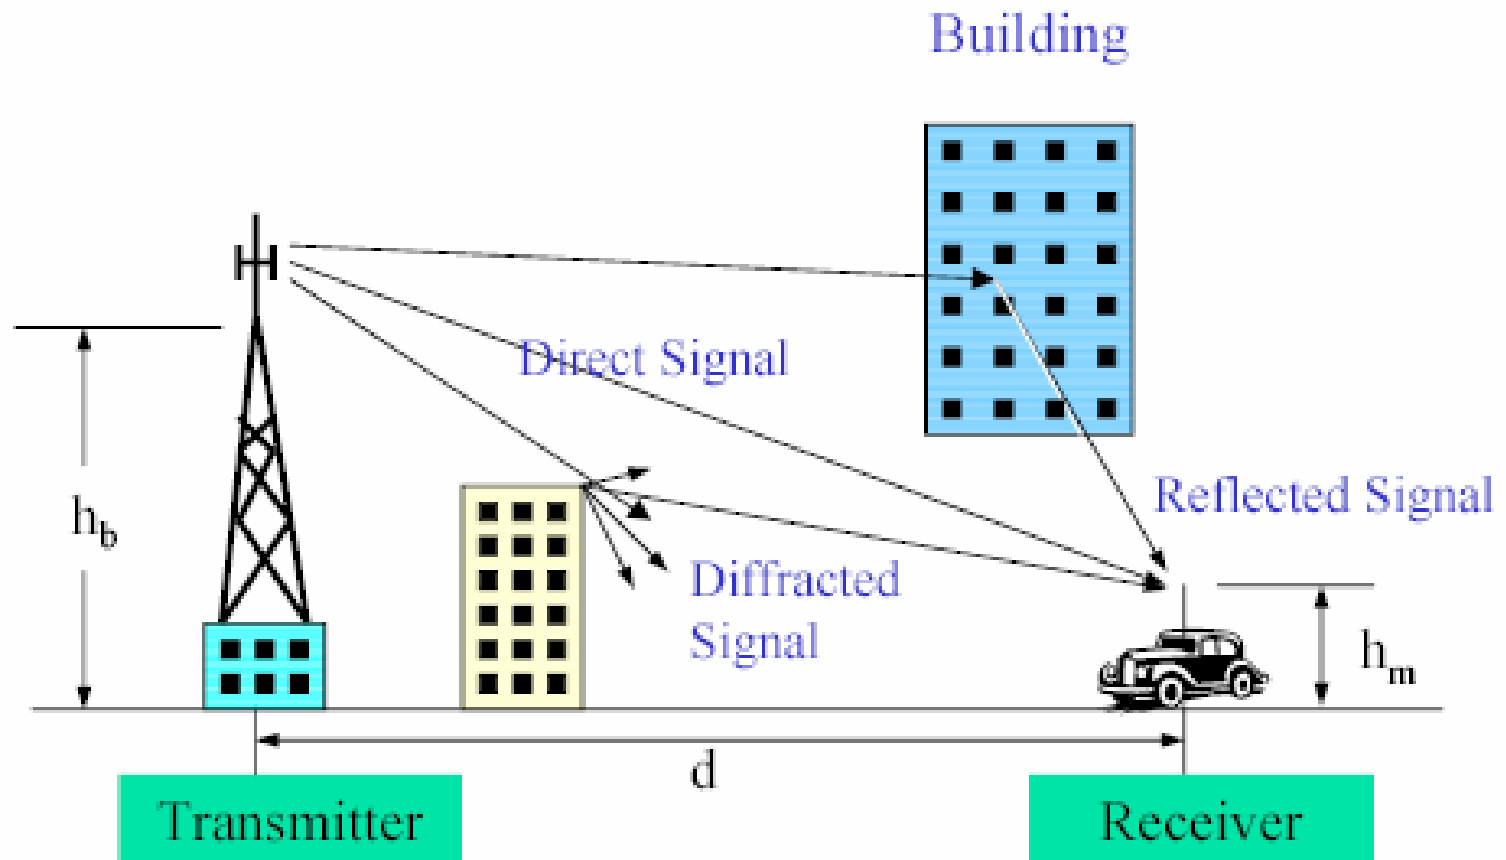 Building
Direct Signal
Reflected Signal
h_b
Diffracted
Signal
h_m
d
Transmitter
Receiver